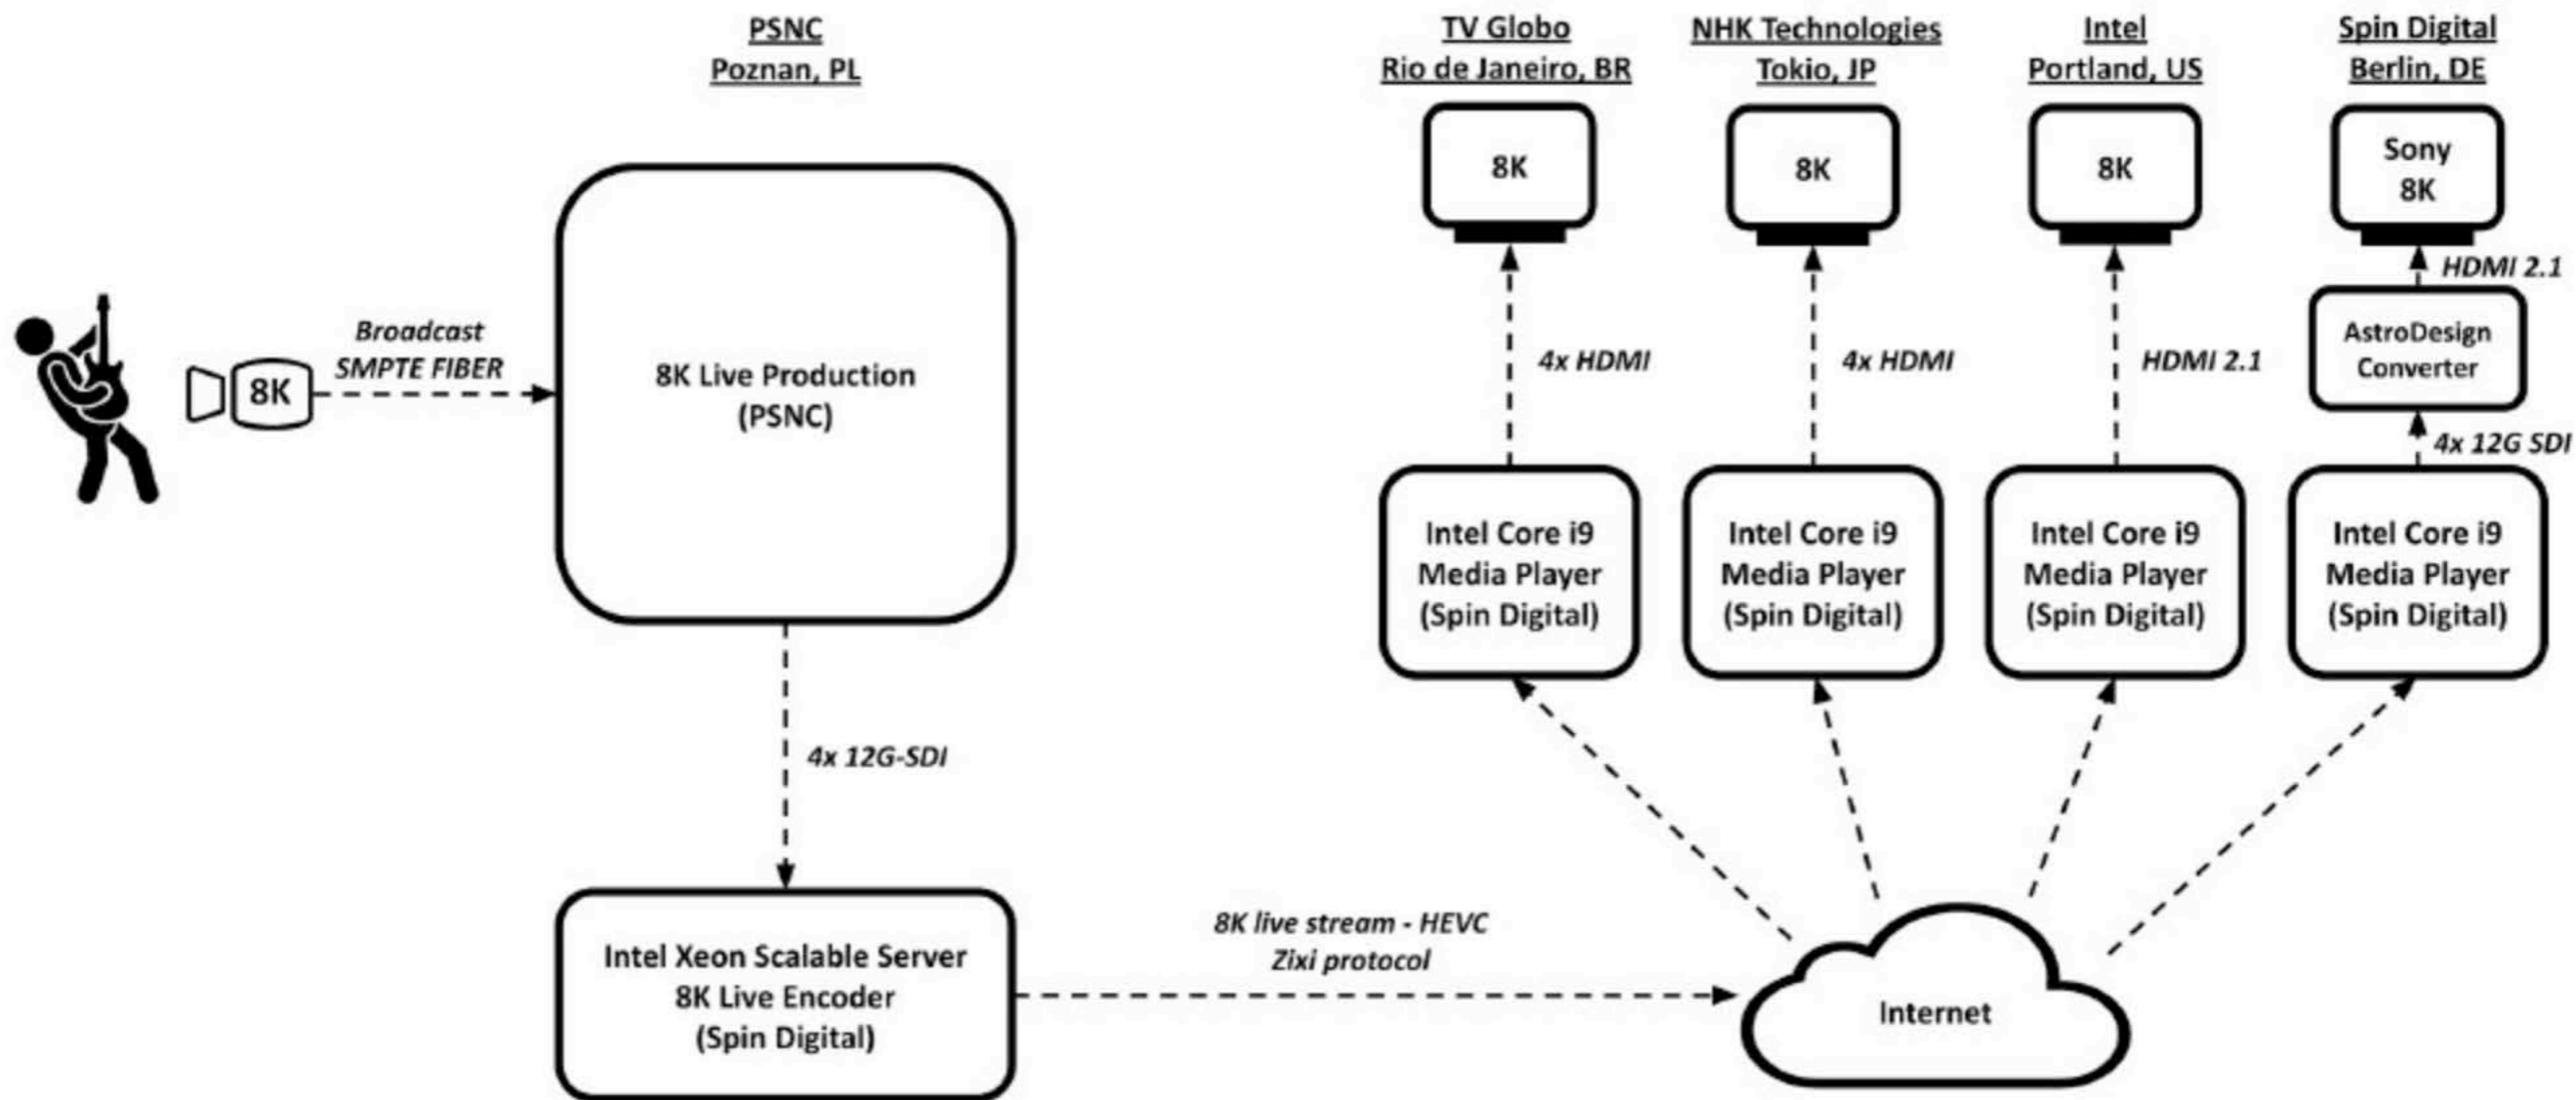 PSNC
Poznan, PL
TV Globo
Rio de Janeiro, BR
NHK Technologies
Tokio, JP
Intel
Portland, US
Spin Digital
Berlin, DE
8K
8K
8K
Sony
8K
HDMI 2.1
AstroDesign
Converter
4x HDMI
4x HDMI
HDMI 2.1
4x 12G SDI
Broadcast
SMPTE FIBER
8K
8K Live Production
(PSNC)
Intel Core i9
Media Player
(Spin Digital)
Intel Core i9
Media Player
(Spin Digital)
Intel Core i9
Media Player
(Spin Digital)
Intel Core i9
Media Player
(Spin Digital)
4x 12G-SDI
Intel Xeon Scalable Server
8K Live Encoder
(Spin Digital)
8K live stream - HEVC
Zixi protocol
Internet